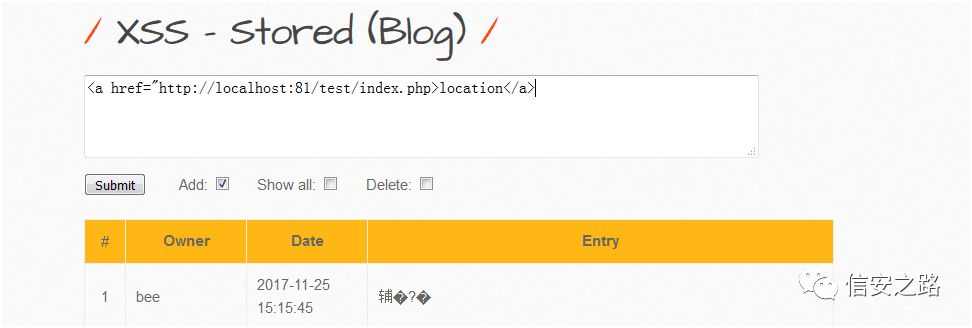 / XSS - Stored (Blog) /
<a href="http://localhost:81/test/index.php>location</a>
Submit Add: Show all: Delete:
# Owner Date Entry
1 bee 2017-11-25 辅�?�
15:15:45
信安之路